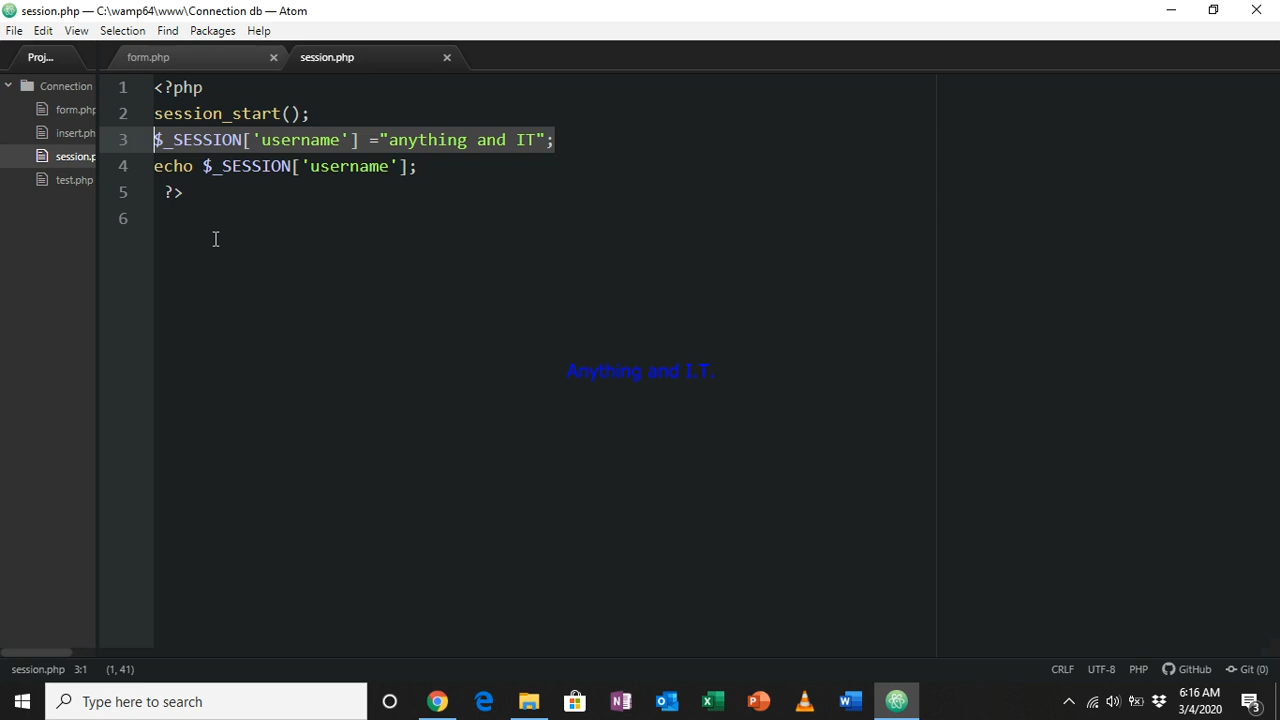 session.php — C:\wamp64\www\Connection db — Atom
File Edit View Selection Find Packages Help
Proj... form.php session.php
Connection
form.php
insert.ph
session.p
test.php
1 <?php
2 session_start();
3 $_SESSION['username'] ="anything and IT";
4 echo $_SESSION['username'];
5 ?>
6
Anything and I.T.
session.php 3:1 (1, 41) CRLF UTF-8 PHP GitHub Git (0)
Type here to search
6:16 AM
3/4/2020
3